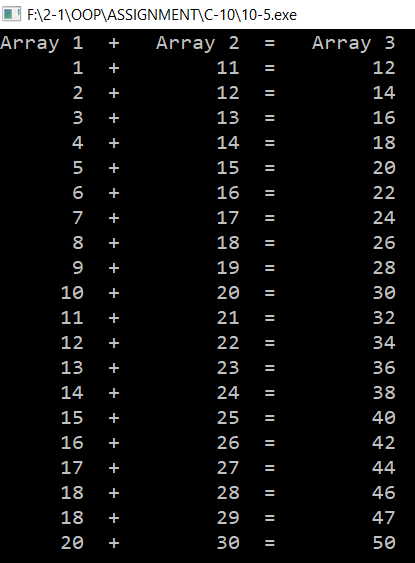 F:\2-1\OOP\ASSIGNMENT\C-10\10-5.exe
Array 1 + Array 2 = Array 3
1 + 11 = 12
2 + 12 = 14
3 + 13 = 16
4 + 14 = 18
5 + 15 = 20
6 + 16 = 22
7 + 17 = 24
8 + 18 = 26
9 + 19 = 28
10 + 20 = 30
11 + 21 = 32
12 + 22 = 34
13 + 23 = 36
14 + 24 = 38
15 + 25 = 40
16 + 26 = 42
17 + 27 = 44
18 + 28 = 46
18 + 29 = 47
20 + 30 = 50